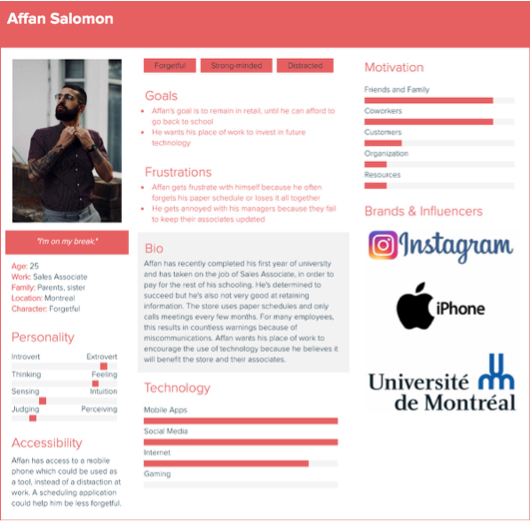 Affan Salomon
"I'm on my break."
Age: 25
Work: Sales Associate
Family: Parents, sister
Location: Montreal
Character: Forgetful
Personality
Introvert Extrovert
Thinking Feeling
Sensing Intuition
Judging Perceiving
Accessibility
Affan has access to a mobile
phone which could be used as
a tool, instead of a distraction at
work. A scheduling application
could help him be less forgetful.
Forgetful Strong-minded Distracted
Goals
Affan's goal is to remain in retail, until he can afford to
go back to school
He wants his place of work to invest in future
technology
Frustrations
Affen gets frustrate with himself because he often
forgets his paper schedule or loses it all together
He gets annoyed with his managers because they fail
to keep their associates updated
Bio
Affan has recently completed his first year of university
and has taken on the job of Sales Associate, in order to
pay for the rest of his schooling. He's determined to
succeed but he's also not very good at retaining
information. The store uses paper schedules and only
calls meetings every few months. For many employees,
this results in countless warnings because of
miscommunications. Affan wants his place of work to
encourage the use of technology because he believes it
will benefit the store and their associates.
Technology
Mobile Apps
Social Media
Internet
Gaming
Motivation
Friends and Family
Coworkers
Customers
Organization
Resources
Brands & Influencers
Instagram
iPhone
Université
de Montréal